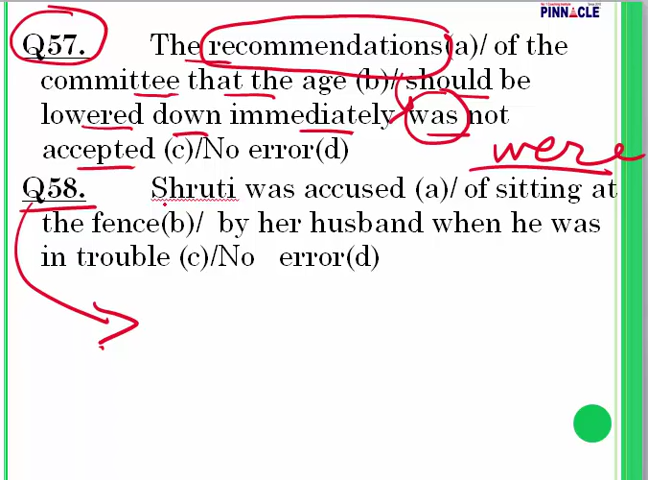 PINNACLE
Q57. The recommendations(a)/ of the
committee that the age (b)/ should be
lowered down immediately was not
accepted (c)/No error(d)
were
Q58. Shruti was accused (a)/ of sitting at
the fence(b)/ by her husband when he was
in trouble (c)/No error(d)